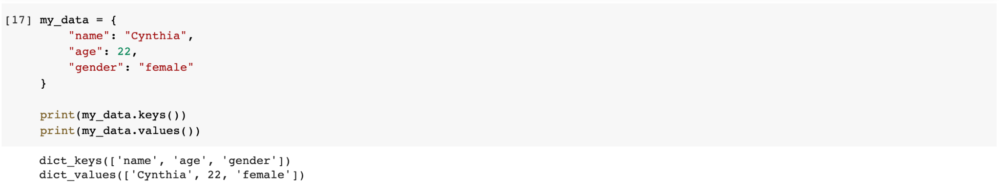 [17] my_data = {
"name": "Cynthia",
"age": 22,
"gender": "female"
}
print(my_data.keys())
print(my_data.values())
dict_keys(['name', 'age', 'gender'])
dict_values(['Cynthia', 22, 'female'])